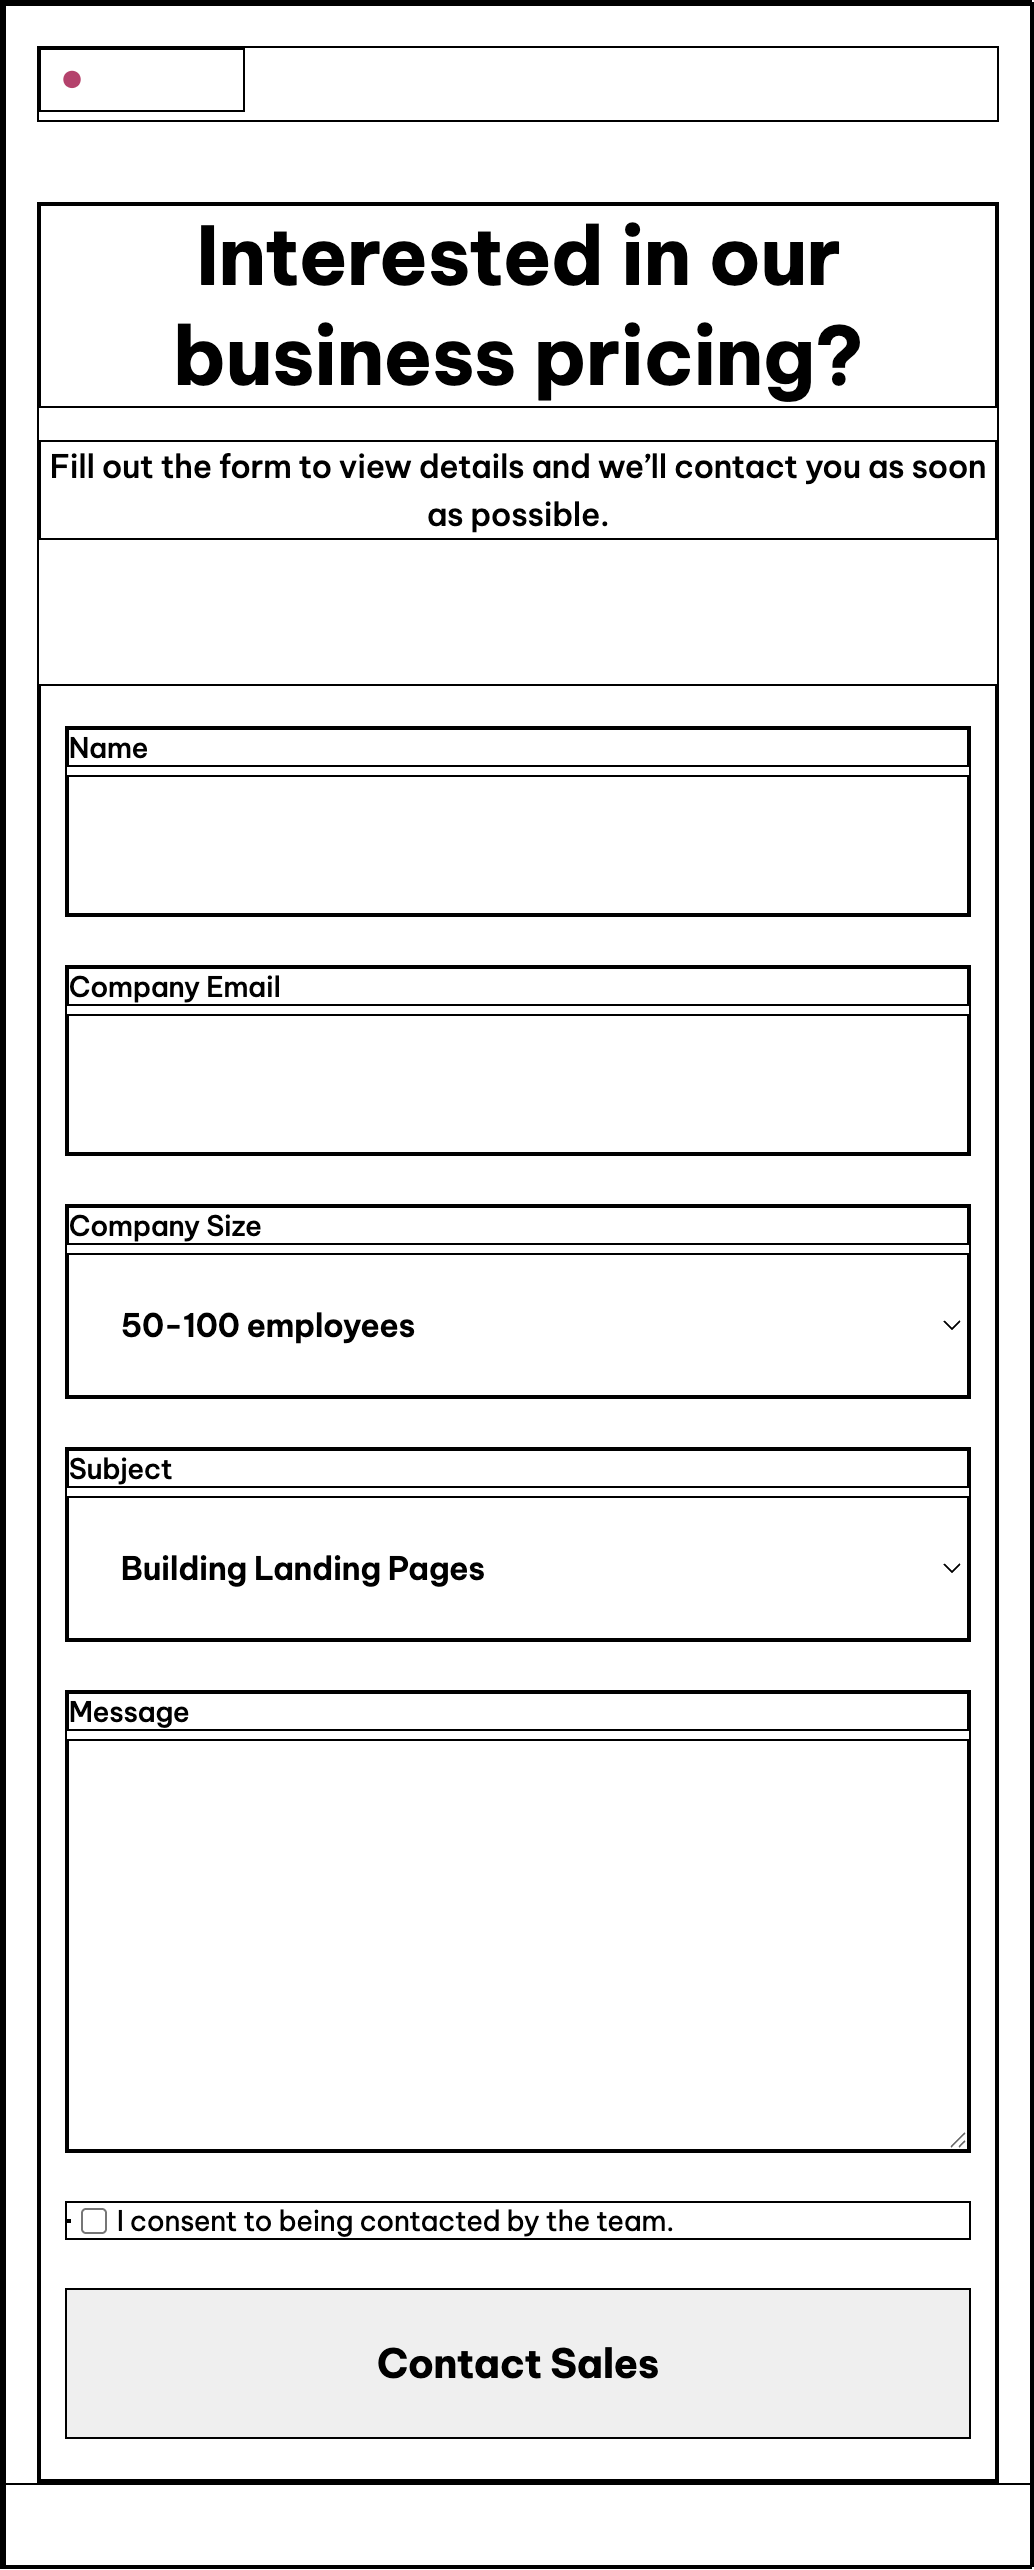 Interested in our
business pricing?
Fill out the form to view details and we’ll contact you as soon
as possible.
Name
Company Email
Company Size
50-100 employees
Subject
Building Landing Pages
Message
I consent to being contacted by the team.
Contact Sales